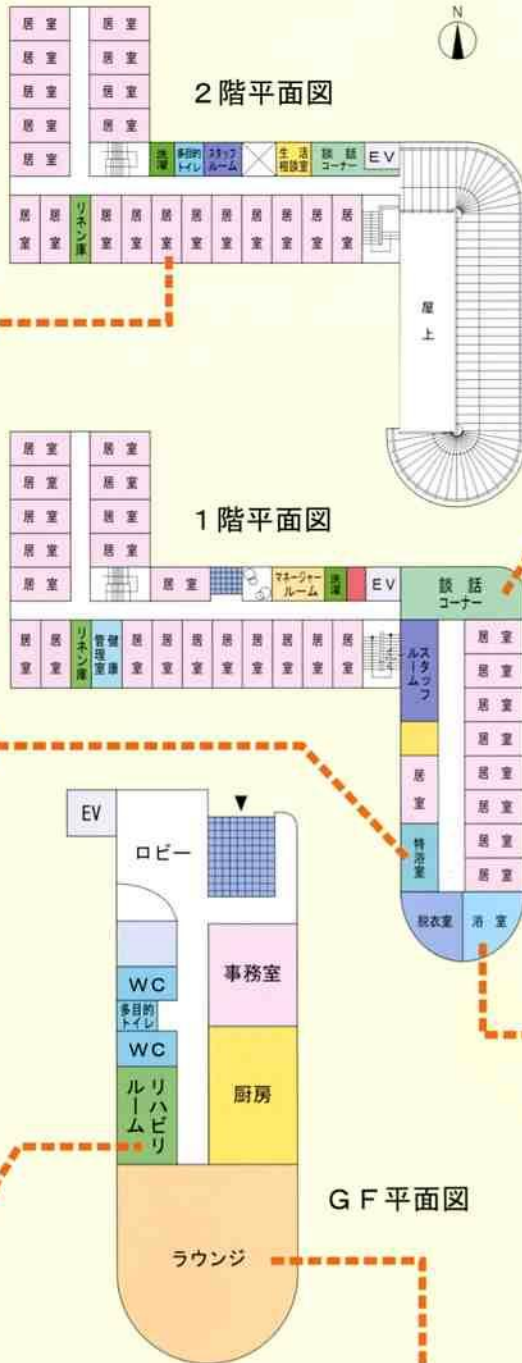 N
2階平面図
居室 居室
居室 居室
居室 居室
居室 居室
居室
洗濯 多目的トイレ スタッフルーム 生活相談室 談話コーナー EV
居室 居室 リネン庫 居室 居室 居室 居室 居室 居室 居室 居室 居室
屋上
1階平面図
居室 居室
居室 居室
居室 居室
居室 居室
居室
居室 マネージャールーム 洗濯 EV 談話コーナー
居室 居室 リネン庫 健康管理室 居室 居室 居室 居室 居室 居室 居室 居室
スタッフルーム 居室
居室
居室
居室
居室 居室
居室
特浴室 居室
居室
脱衣室 浴室
EV
ロビー
事務室
WC
多目的トイレ
WC
厨房
リハビリルーム
GF平面図
ラウンジ